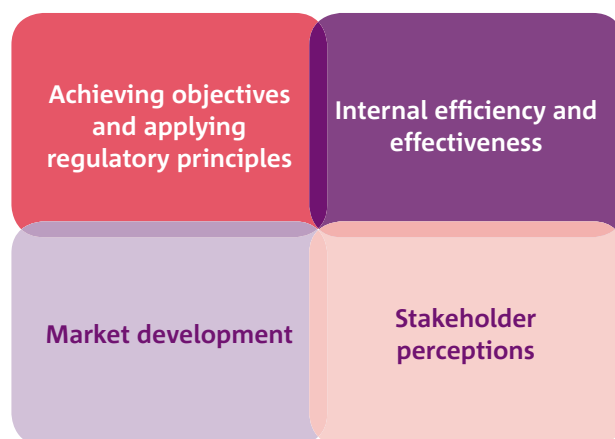 Achieving objectives
and applying
regulatory principles
Internal efficiency and
effectiveness
Market development
Stakeholder
perceptions